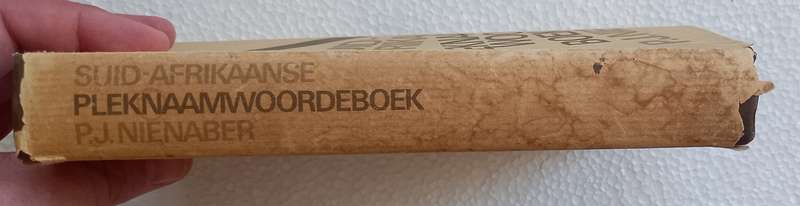 SUID-AFRIKAANSE
PLEKNAAMWOORDEBOEK
P.J. NIENABER